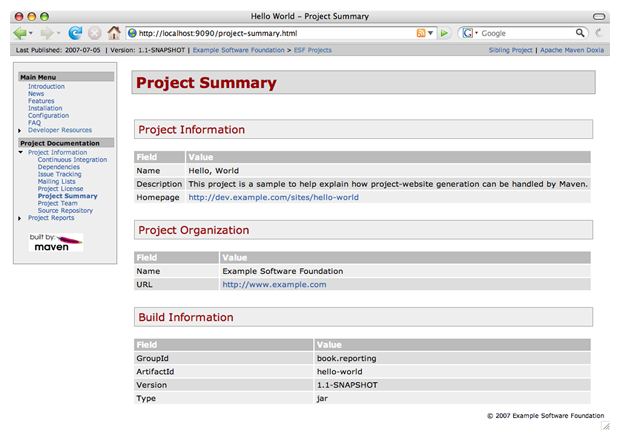 Hello World - Project Summary
http://localhost:9090/project-summary.html
Google
Last Published: 2007-07-05 | Version: 1.1-SNAPSHOT | Example Software Foundation > ESF Projects
Sibling Project | Apache Maven Doxia
Main Menu
Introduction
News
Features
Installation
Configuration
FAQ
Developer Resources
Project Documentation
Project Information
Continuous Integration
Dependencies
Issue Tracking
Mailing Lists
Project License
Project Summary
Project Team
Source Repository
Project Reports
built by:
maven
Project Summary
Project Information
Field Value
Name Hello, World
Description This project is a sample to help explain how project-website generation can be handled by Maven.
Homepage http://dev.example.com/sites/hello-world
Project Organization
Field Value
Name Example Software Foundation
URL http://www.example.com
Build Information
Field Value
GroupId book.reporting
ArtifactId hello-world
Version 1.1-SNAPSHOT
Type jar
© 2007 Example Software Foundation